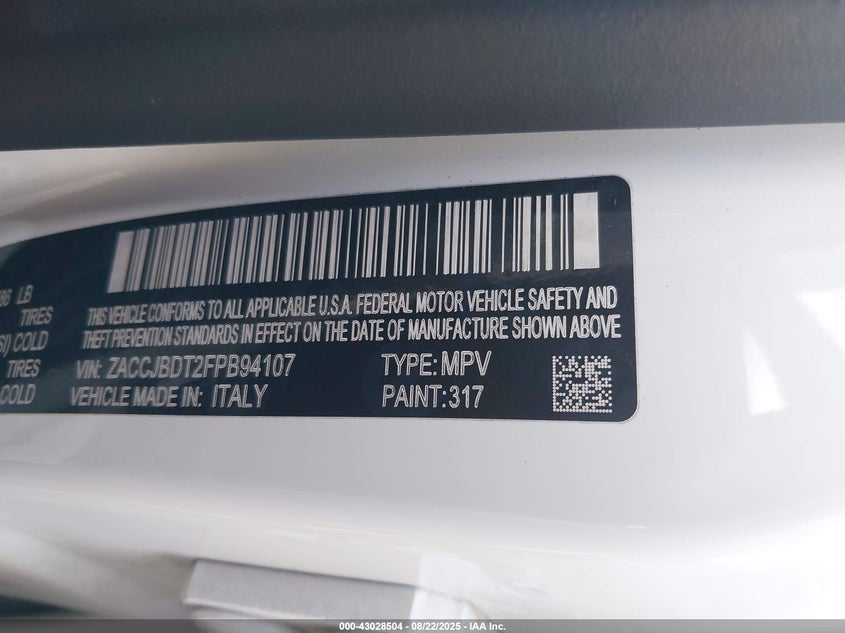 36 LB
TIRES
SI) COLD
TIRES
COLD
THIS VEHICLE CONFORMS TO ALL APPLICABLE U.S.A. FEDERAL MOTOR VEHICLE SAFETY AND
THEFT PREVENTION STANDARDS IN EFFECT ON THE DATE OF MANUFACTURE SHOWN ABOVE
VIN: ZACCJBDT2FPB94107 TYPE: MPV
VEHICLE MADE IN: ITALY PAINT: 317
000-43028504 - 08/22/2025 - IAA Inc.